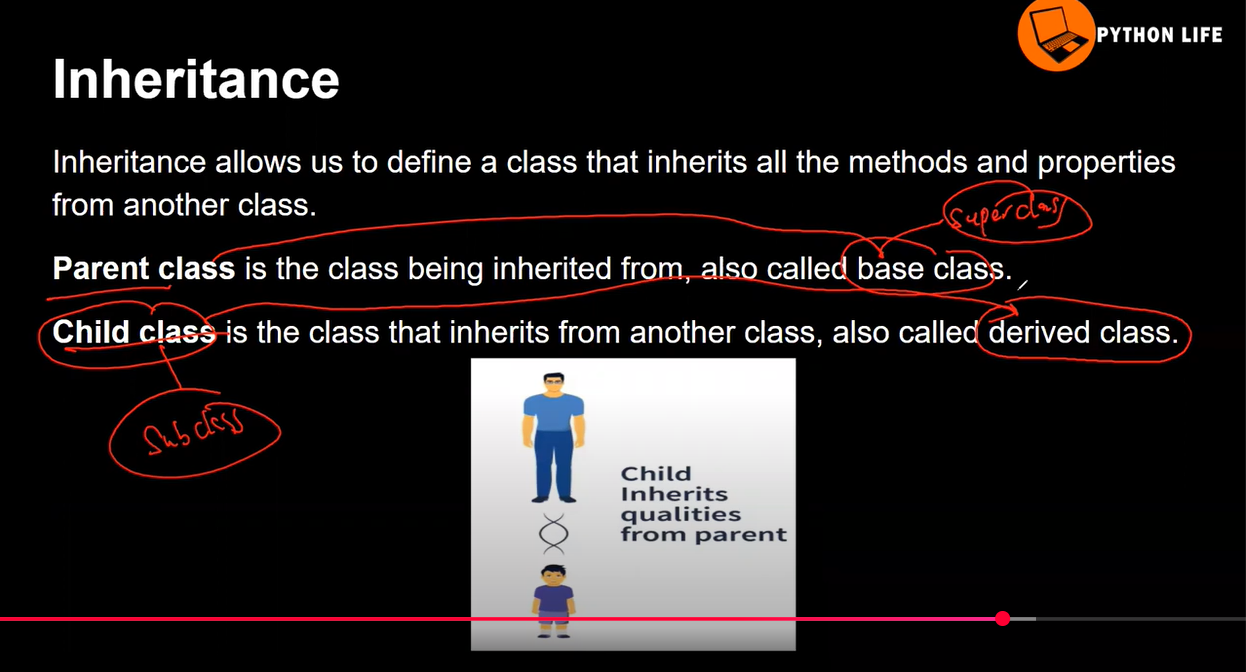 PYTHON LIFE
Inheritance
Inheritance allows us to define a class that inherits all the methods and properties
from another class.
superclass
Parent class is the class being inherited from, also called base class.
Child class is the class that inherits from another class, also called derived class.
Subclass
Child
Inherits
qualities
from parent